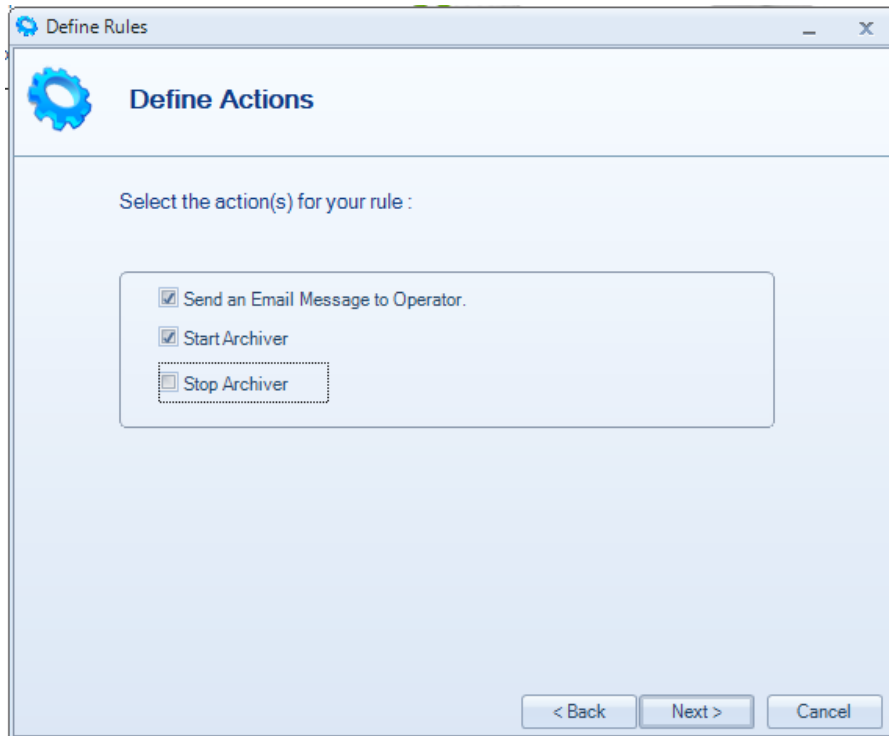 Define Rules
Define Actions
Select the action(s) for your rule :
Send an Email Message to Operator.
Start Archiver
Stop Archiver
< Back
Next >
Cancel